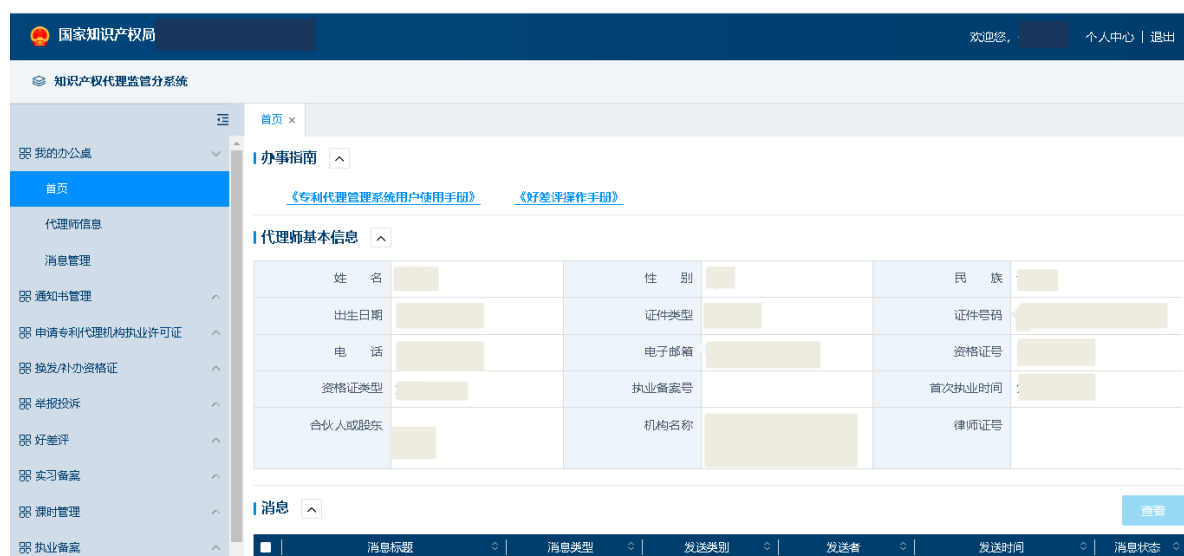 国家知识产权局
欢迎您, 个人中心 | 退出
知识产权代理监管分系统
首页 ×
我的办公桌
首页
代理师信息
消息管理
通知书管理
申请专利代理机构执业许可证
换发/补办资格证
举报投诉
好差评
实习备案
课时管理
执业备案
办事指南
《专利代理管理系统用户使用手册》 《好差评操作手册》
代理师基本信息
姓 名 性 别 民 族
出生日期 证件类型 证件号码
电 话 电子邮箱 资格证号
资格证类型 执业备案号 首次执业时间
合伙人或股东 机构名称 律师证号
消息
查看
消息标题 消息类型 发送类别 发送者 发送时间 消息状态